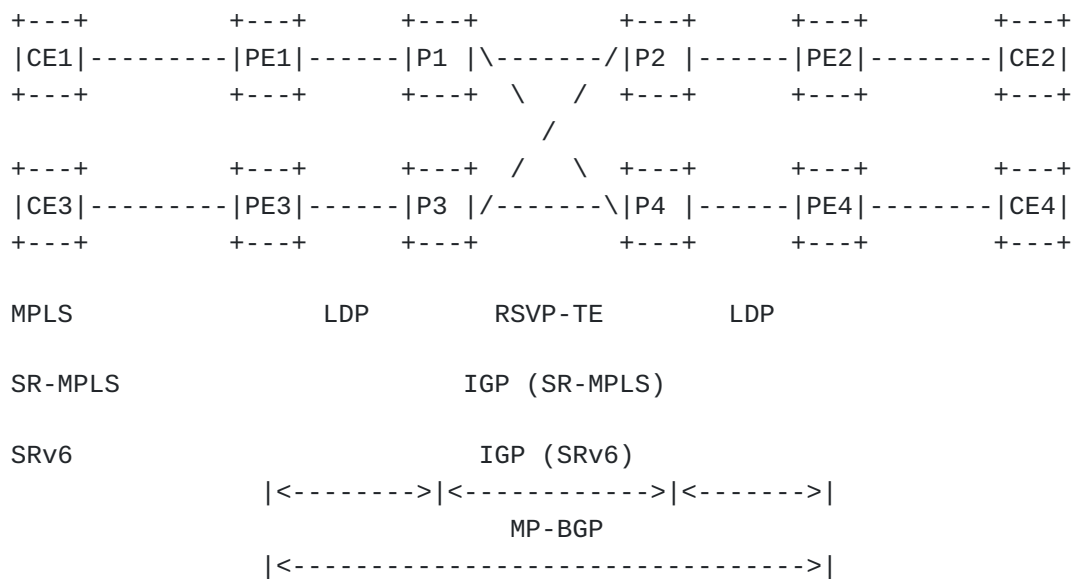 +---+         +---+      +---+         +---+      +---+        +---+
|CE1|---------|PE1|------|P1 |\-------/|P2 |------|PE2|--------|CE2|
+---+         +---+      +---+  \   /  +---+      +---+        +---+
                                  /
+---+         +---+      +---+  /   \  +---+      +---+        +---+
|CE3|---------|PE3|------|P3 |/-------\|P4 |------|PE4|--------|CE4|
+---+         +---+      +---+         +---+      +---+        +---+
MPLS                LDP        RSVP-TE        LDP
SR-MPLS                      IGP (SR-MPLS)
SRv6                          IGP (SRv6)
                |<-------->|<------------>|<------->|
                                MP-BGP
                |<--------------------------------->|